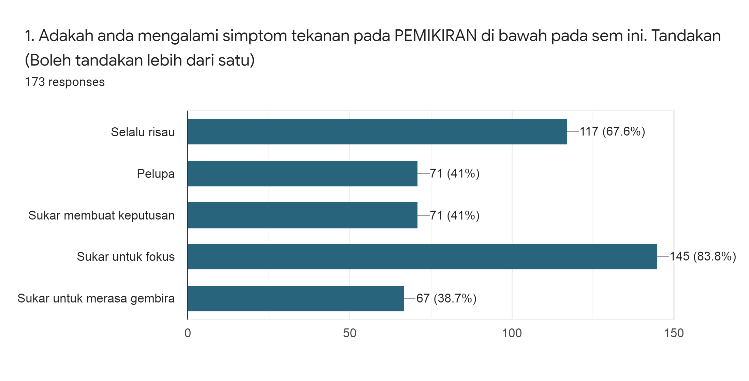 1. Adakah anda mengalami simptom tekanan pada PEMIKIRAN di bawah pada sem ini. Tandakan
(Boleh tandakan lebih dari satu)
173 responses
Selalu risau 117 (67.6%)
Pelupa 71 (41%)
Sukar membuat keputusan 71 (41%)
Sukar untuk fokus 145 (83.8%)
Sukar untuk merasa gembira 67 (38.7%)
0 50 100 150